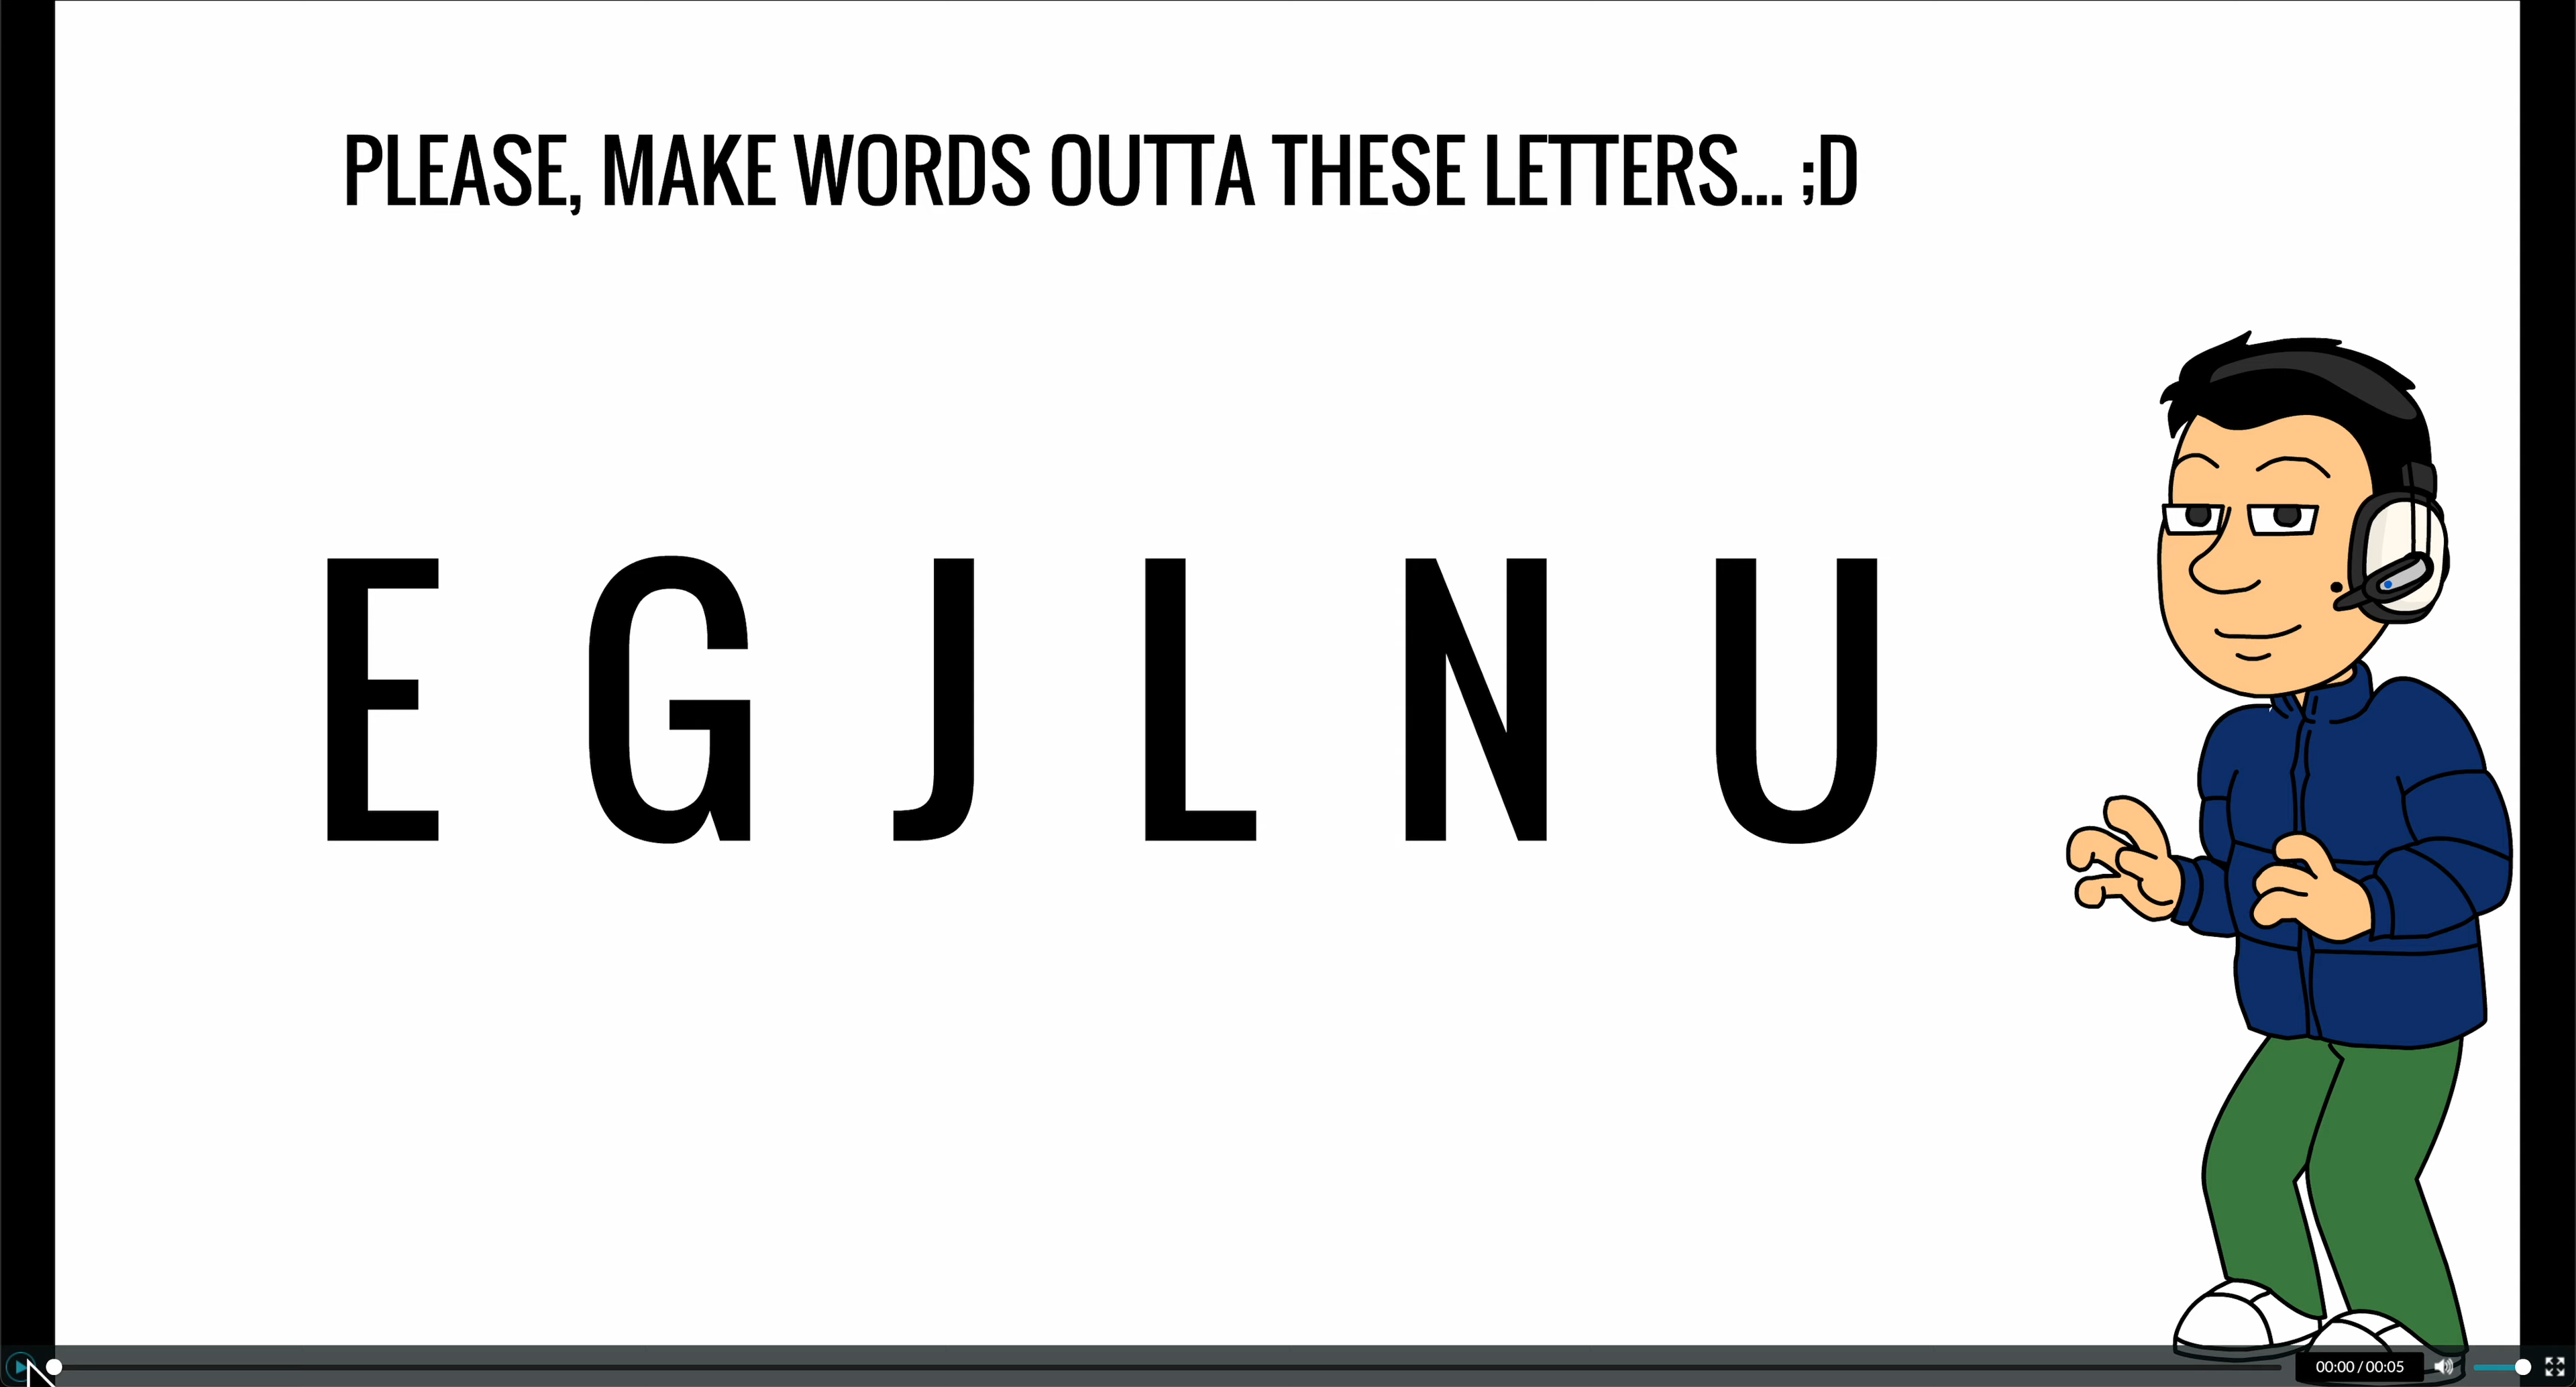 PLEASE, MAKE WORDS OUTTA THESE LETTERS... ;D
E G J L N U
00:00 / 00:05